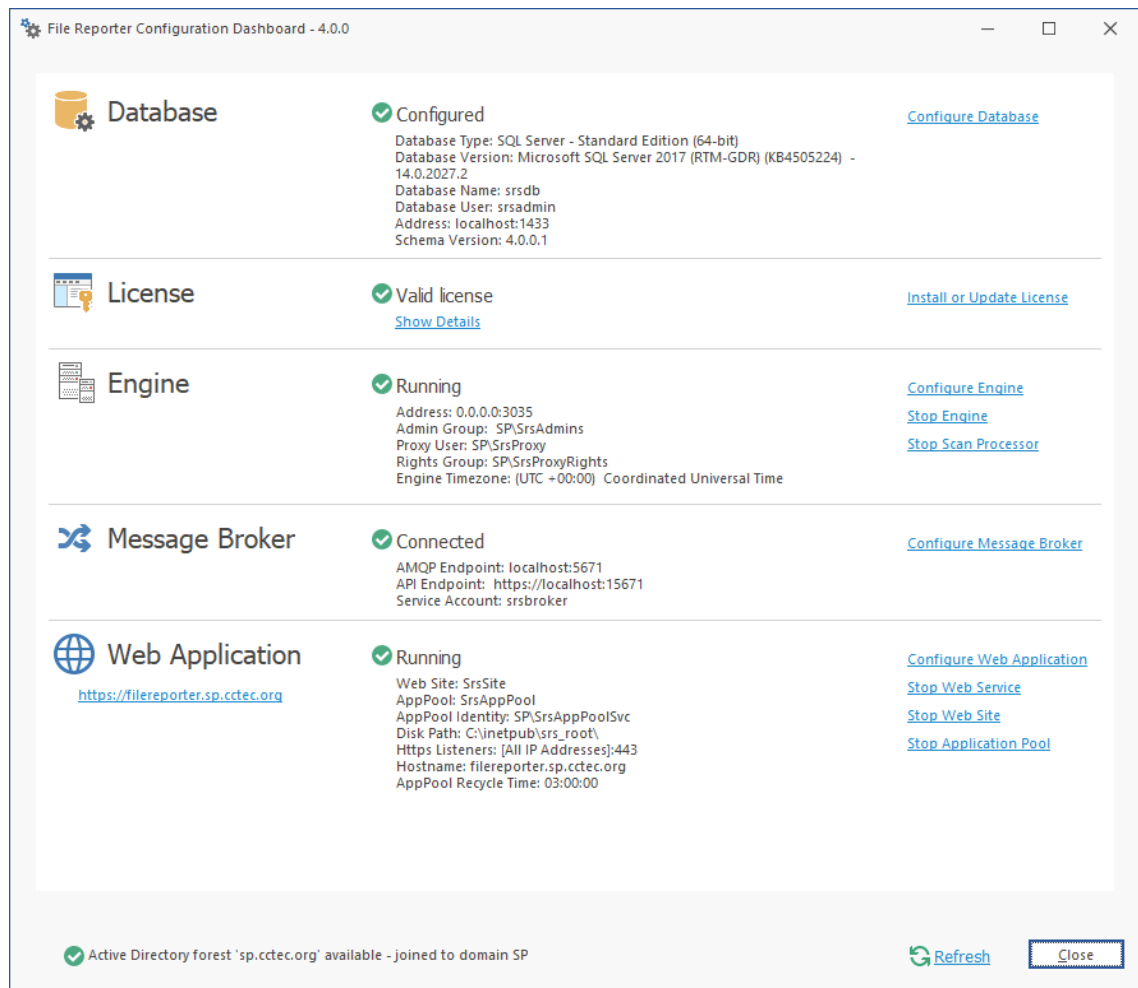 File Reporter Configuration Dashboard - 4.0.0
Database
Configured
Configure Database
Database Type: SQL Server - Standard Edition (64-bit)
Database Version: Microsoft SQL Server 2017 (RTM-GDR) (KB4505224)  -
14.0.2027.2
Database Name: srsdb
Database User: srsadmin
Address: localhost:1433
Schema Version: 4.0.0.1
License
Valid license
Install or Update License
Show Details
Engine
Running
Configure Engine
Address: 0.0.0.0:3035
Stop Engine
Admin Group:  SP\SrsAdmins
Proxy User: SP\SrsProxy
Stop Scan Processor
Rights Group: SP\SrsProxyRights
Engine Timezone: (UTC +00:00)  Coordinated Universal Time
Message Broker
Connected
Configure Message Broker
AMQP Endpoint: localhost:5671
API Endpoint:  https://localhost:15671
Service Account: srsbroker
Web Application
Running
Configure Web Application
https://filereporter.sp.cctec.org
Web Site: SrsSite
Stop Web Service
AppPool: SrsAppPool
AppPool Identity: SP\SrsAppPoolSvc
Stop Web Site
Disk Path: C:\inetpub\srs_root\
Https Listeners: [All IP Addresses]:443
Stop Application Pool
Hostname: filereporter.sp.cctec.org
AppPool Recycle Time: 03:00:00
Active Directory forest 'sp.cctec.org' available - joined to domain SP
Refresh
Close